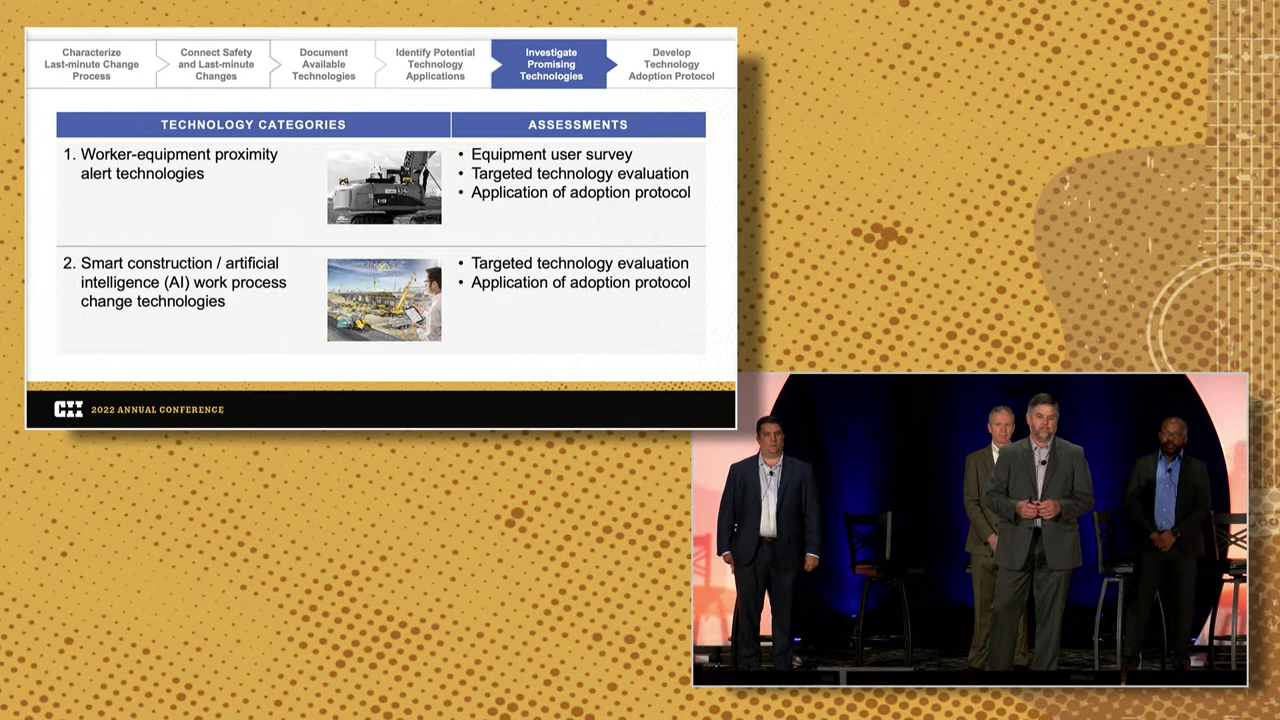 Characterize
Last-minute Change
Process
Connect Safety
and Last-minute
Changes
Document
Available
Technologies
Identify Potential
Technology
Applications
Investigate
Promising
Technologies
Develop
Technology
Adoption Protocol
TECHNOLOGY CATEGORIES
ASSESSMENTS
1. Worker-equipment proximity
alert technologies
• Equipment user survey
• Targeted technology evaluation
• Application of adoption protocol
2. Smart construction / artificial
intelligence (AI) work process
change technologies
• Targeted technology evaluation
• Application of adoption protocol
CII 2022 ANNUAL CONFERENCE